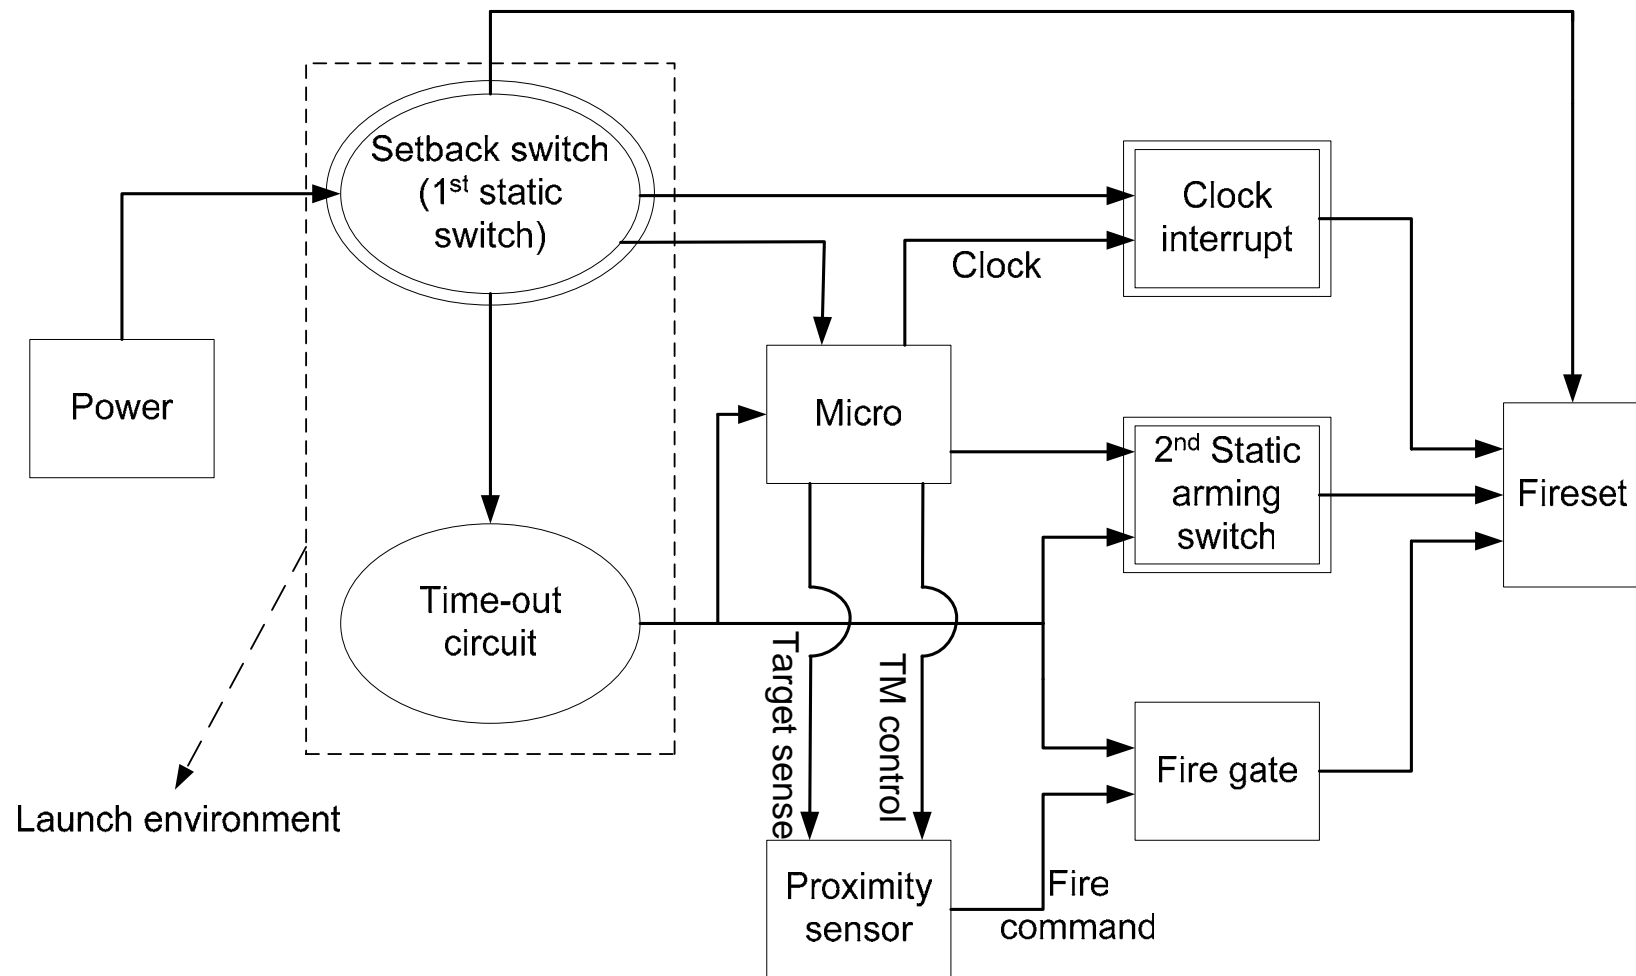 Setback switch
(1st static
switch)
Clock
interrupt
Clock
Power
Micro
2nd Static
arming
switch
Fireset
Time-out
circuit
Target sense
TM control
Fire gate
Launch environment
Proximity
sensor
Fire
command